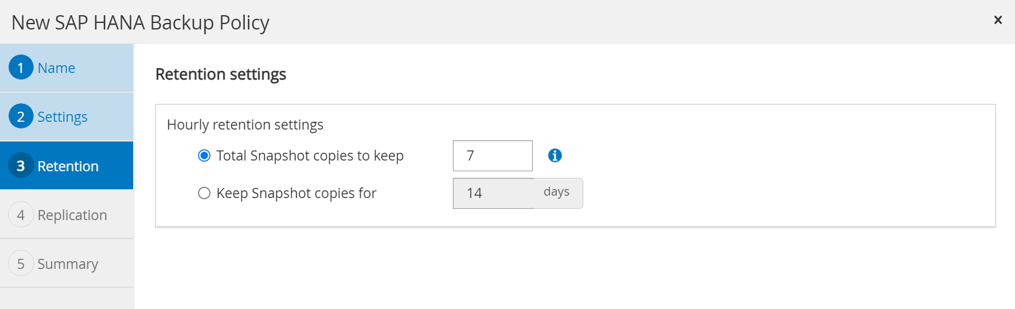 New SAP HANA Backup Policy
x
1 Name
2 Settings
3 Retention
4 Replication
5 Summary
Retention settings
Hourly retention settings
Total Snapshot copies to keep 7 i
Keep Snapshot copies for 14 days